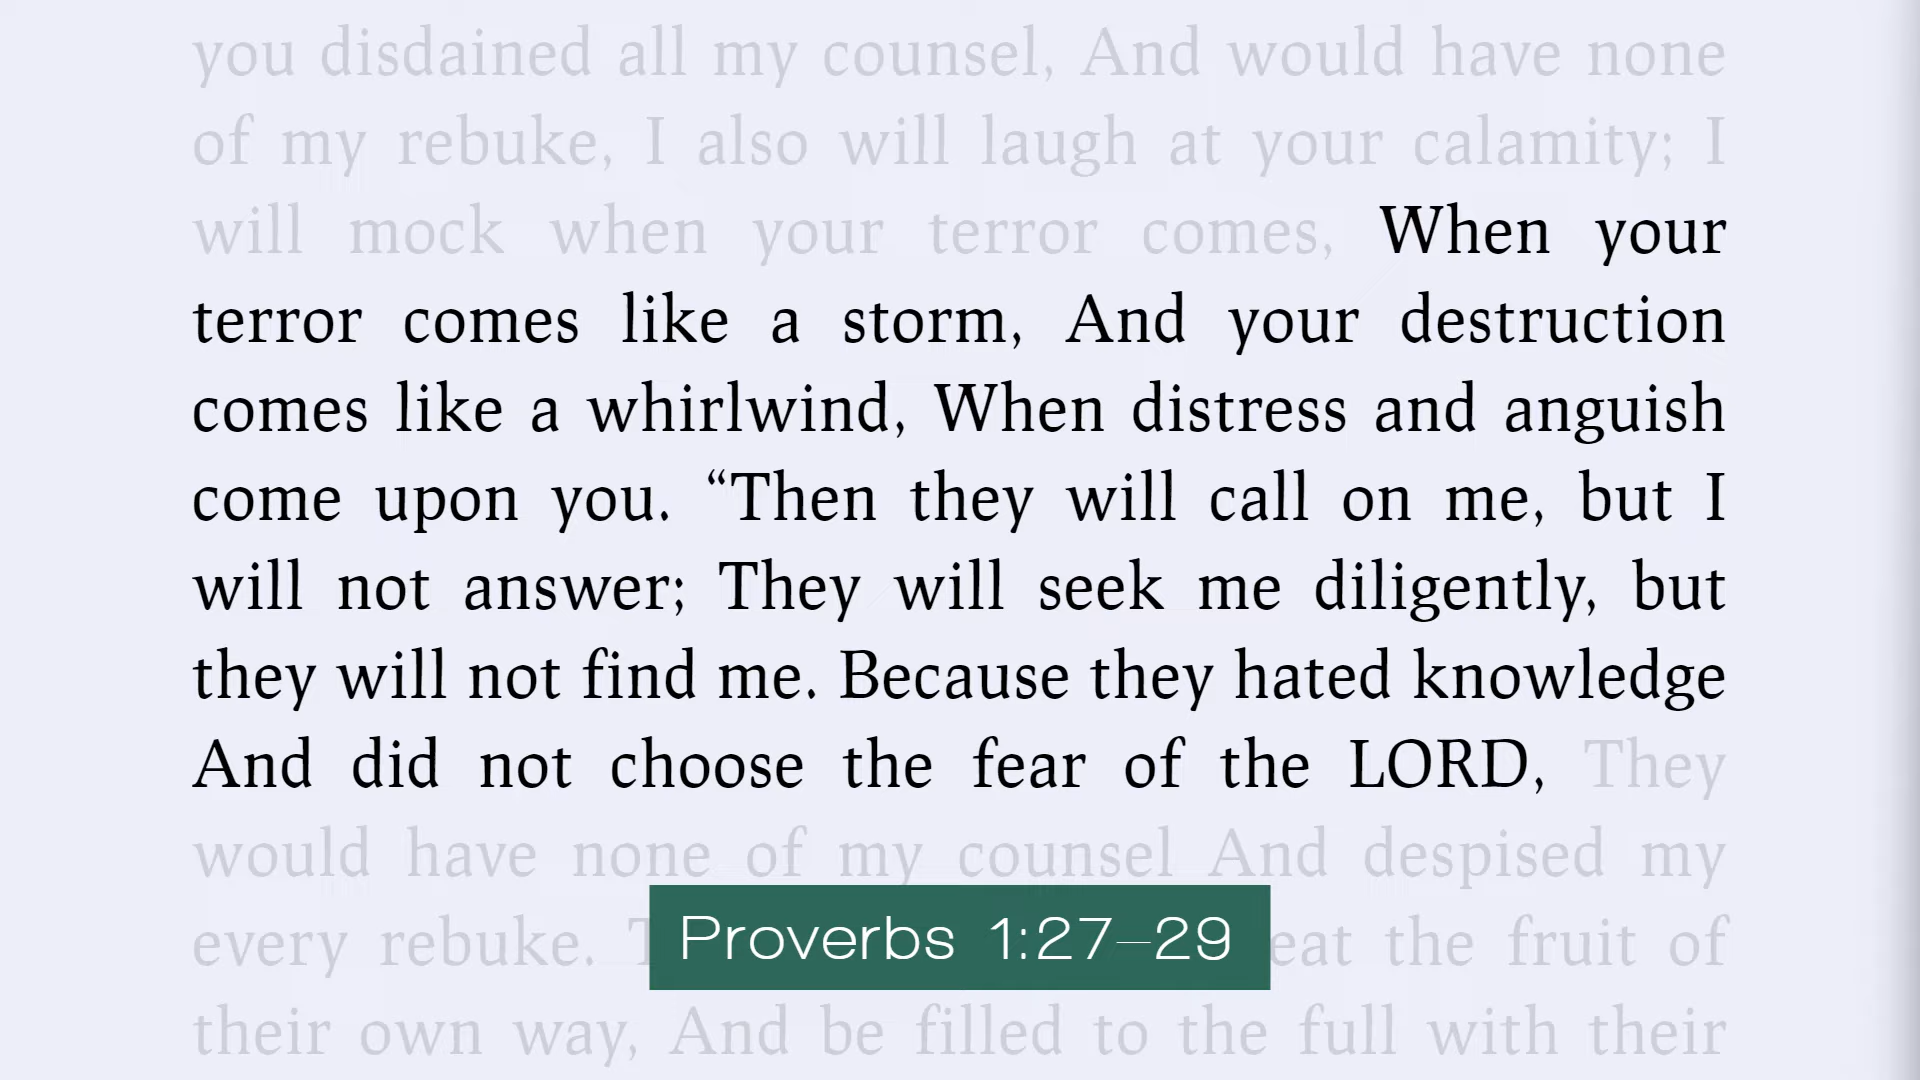 you disdained all my counsel, And would have none
of my rebuke, I also will laugh at your calamity; I
will mock when your terror comes, When your
terror comes like a storm, And your destruction
comes like a whirlwind, When distress and anguish
come upon you. “Then they will call on me, but I
will not answer; They will seek me diligently, but
they will not find me. Because they hated knowledge
And did not choose the fear of the LORD, They
would have none of my counsel And despised my
every rebuke. eat the fruit of
Proverbs 1:27–29
their own way, And be filled to the full with their